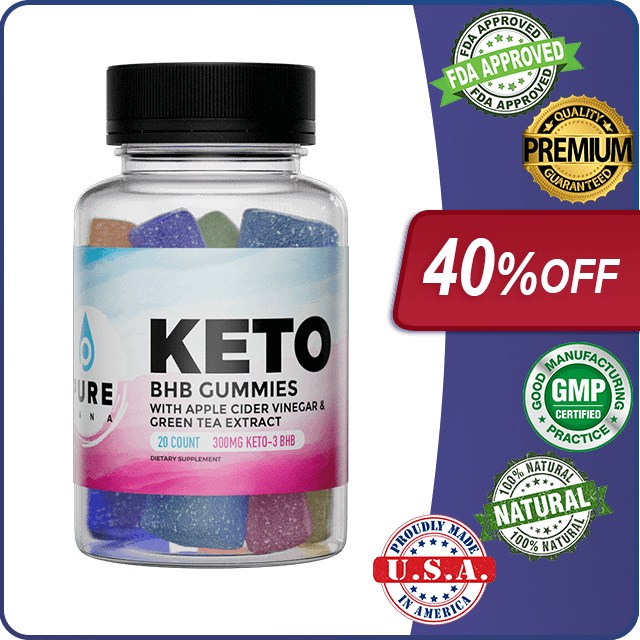 FDA APPROVED
FDA APPROVED
FDA APPROVED
QUALITY
PREMIUM
GUARANTEED
40%OFF
PURE
KETO
BHB GUMMIES
WITH APPLE CIDER VINEGAR &
GREEN TEA EXTRACT
20 COUNT 300MG KETO-3 BHB
DIETARY SUPPLEMENT
GOOD MANUFACTURING
GMP
CERTIFIED
PRACTICE
100% NATURAL
NATURAL
100% NATURAL
PROUDLY MADE
U.S.A.
IN AMERICA